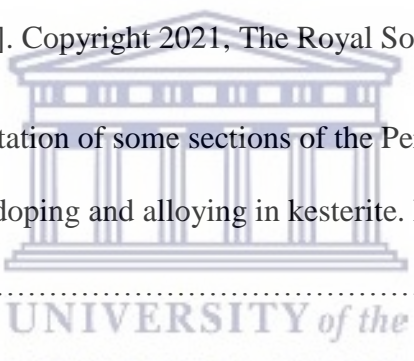 ]. Copyright 2021, The Royal So
tation of some sections of the Pe
doping and alloying in kesterite.
UNIVERSITY of the